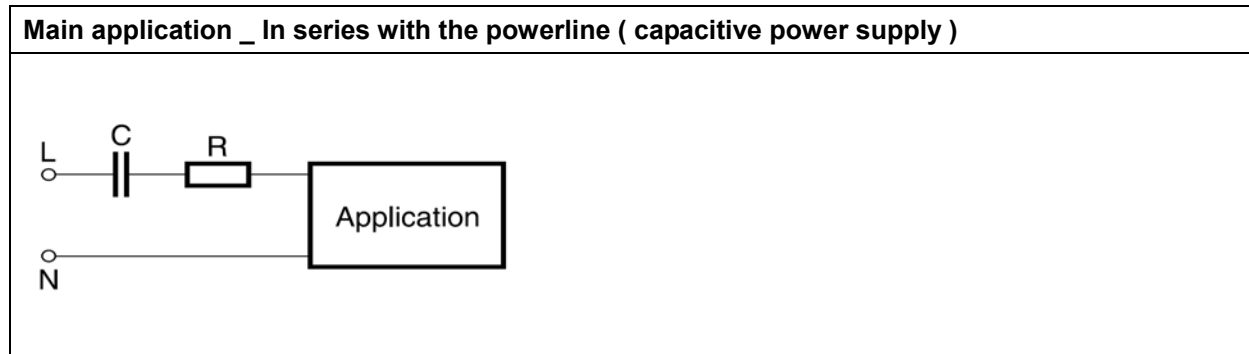 Main application _ In series with the powerline ( capacitive power supply )
L
C
R
Application
N